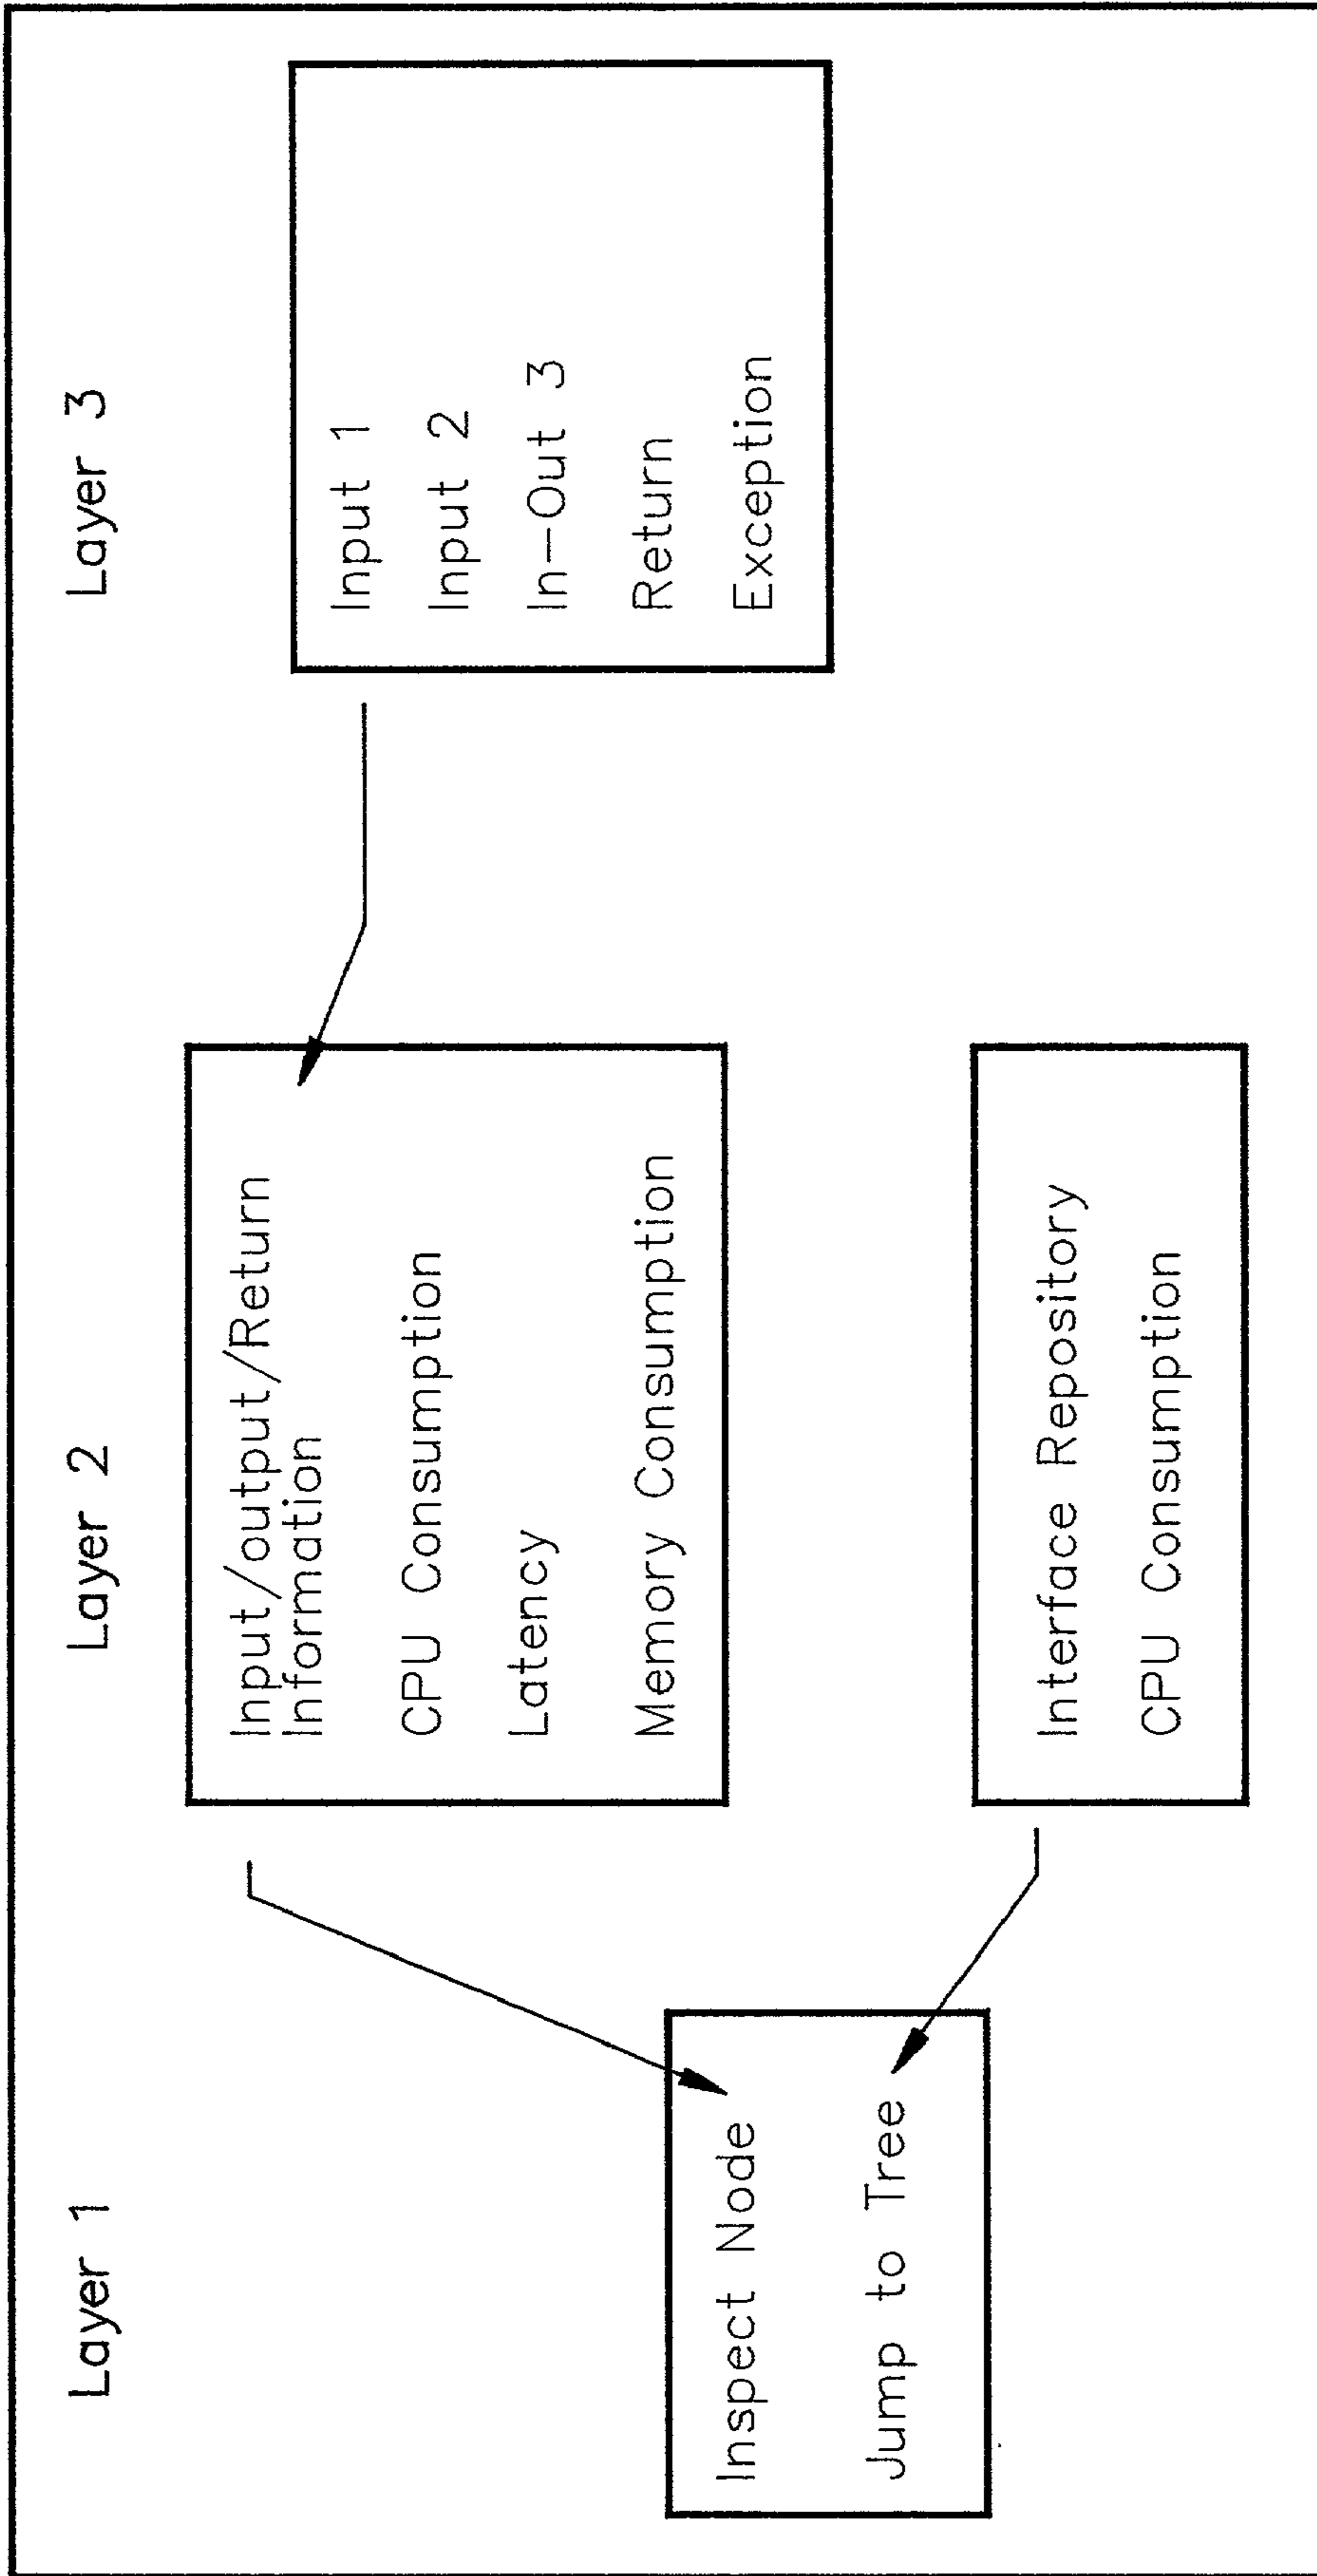 Layer 1
Inspect Node
Jump to Tree
Layer 2
Input/output/Return
Information
CPU Consumption
Latency
Memory Consumption
Interface Repository
CPU Consumption
Layer 3
Input 1
Input 2
In-Out 3
Return
Exception